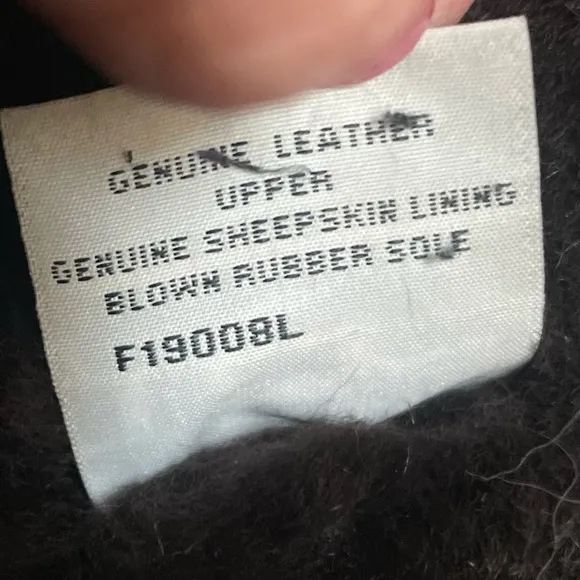 GENUINE LEATHER
UPPER
GENUINE SHEEPSKIN LINING
BLOWN RUBBER SOLE
F19008L